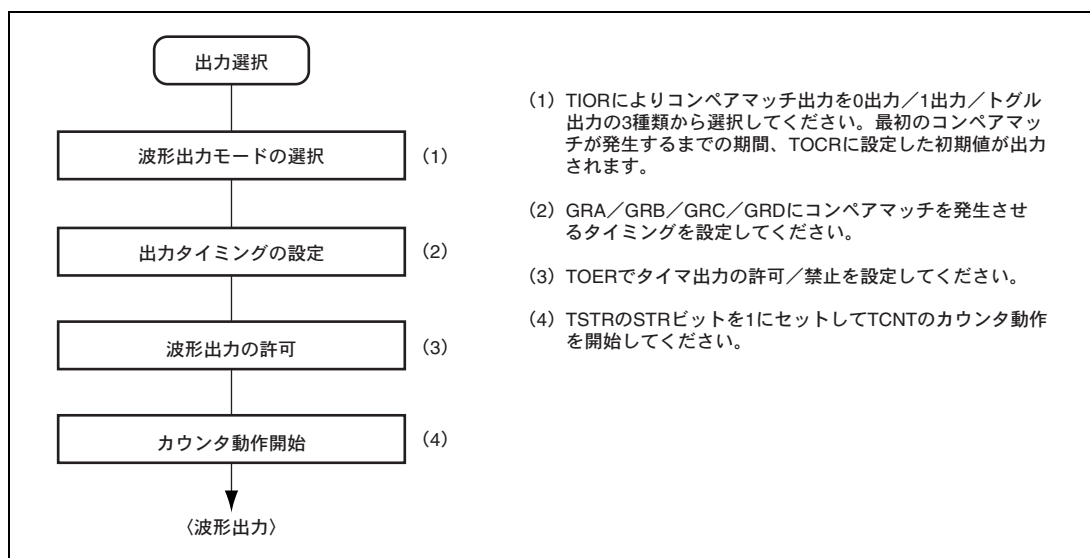 出力選択
波形出力モードの選択
(1)
出力タイミングの設定
(2)
波形出力の許可
(3)
カウンタ動作開始
(4)
〈波形出力〉
(1) TIORによりコンペアマッチ出力を0出力／1出力／トグル
出力の3種類から選択してください。最初のコンペアマッ
チが発生するまでの期間、TOCRに設定した初期値が出力
されます。
(2) GRA／GRB／GRC／GRDにコンペアマッチを発生させ
るタイミングを設定してください。
(3) TOERでタイマ出力の許可／禁止を設定してください。
(4) TSTRのSTRビットを1にセットしてTCNTのカウンタ動作
を開始してください。